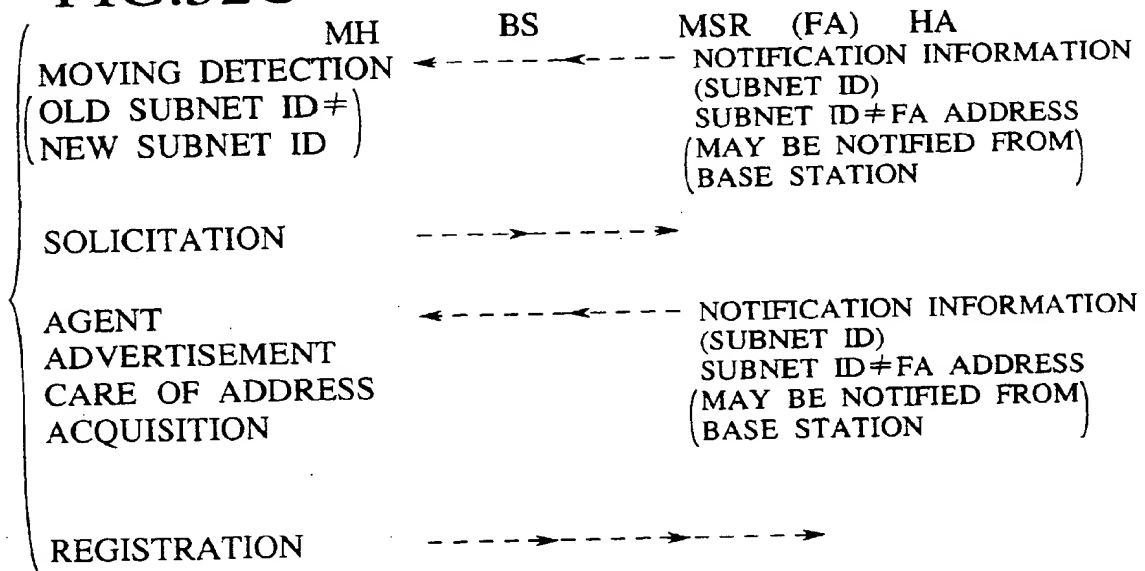 MH BS MSR (FA) HA
MOVING DETECTION
(OLD SUBNET ID≠
NEW SUBNET ID)
NOTIFICATION INFORMATION
(SUBNET ID)
SUBNET ID≠FA ADDRESS
(MAY BE NOTIFIED FROM
BASE STATION)
SOLICITATION
AGENT
ADVERTISEMENT
CARE OF ADDRESS
ACQUISITION
NOTIFICATION INFORMATION
(SUBNET ID)
SUBNET ID≠FA ADDRESS
(MAY BE NOTIFIED FROM
BASE STATION)
REGISTRATION